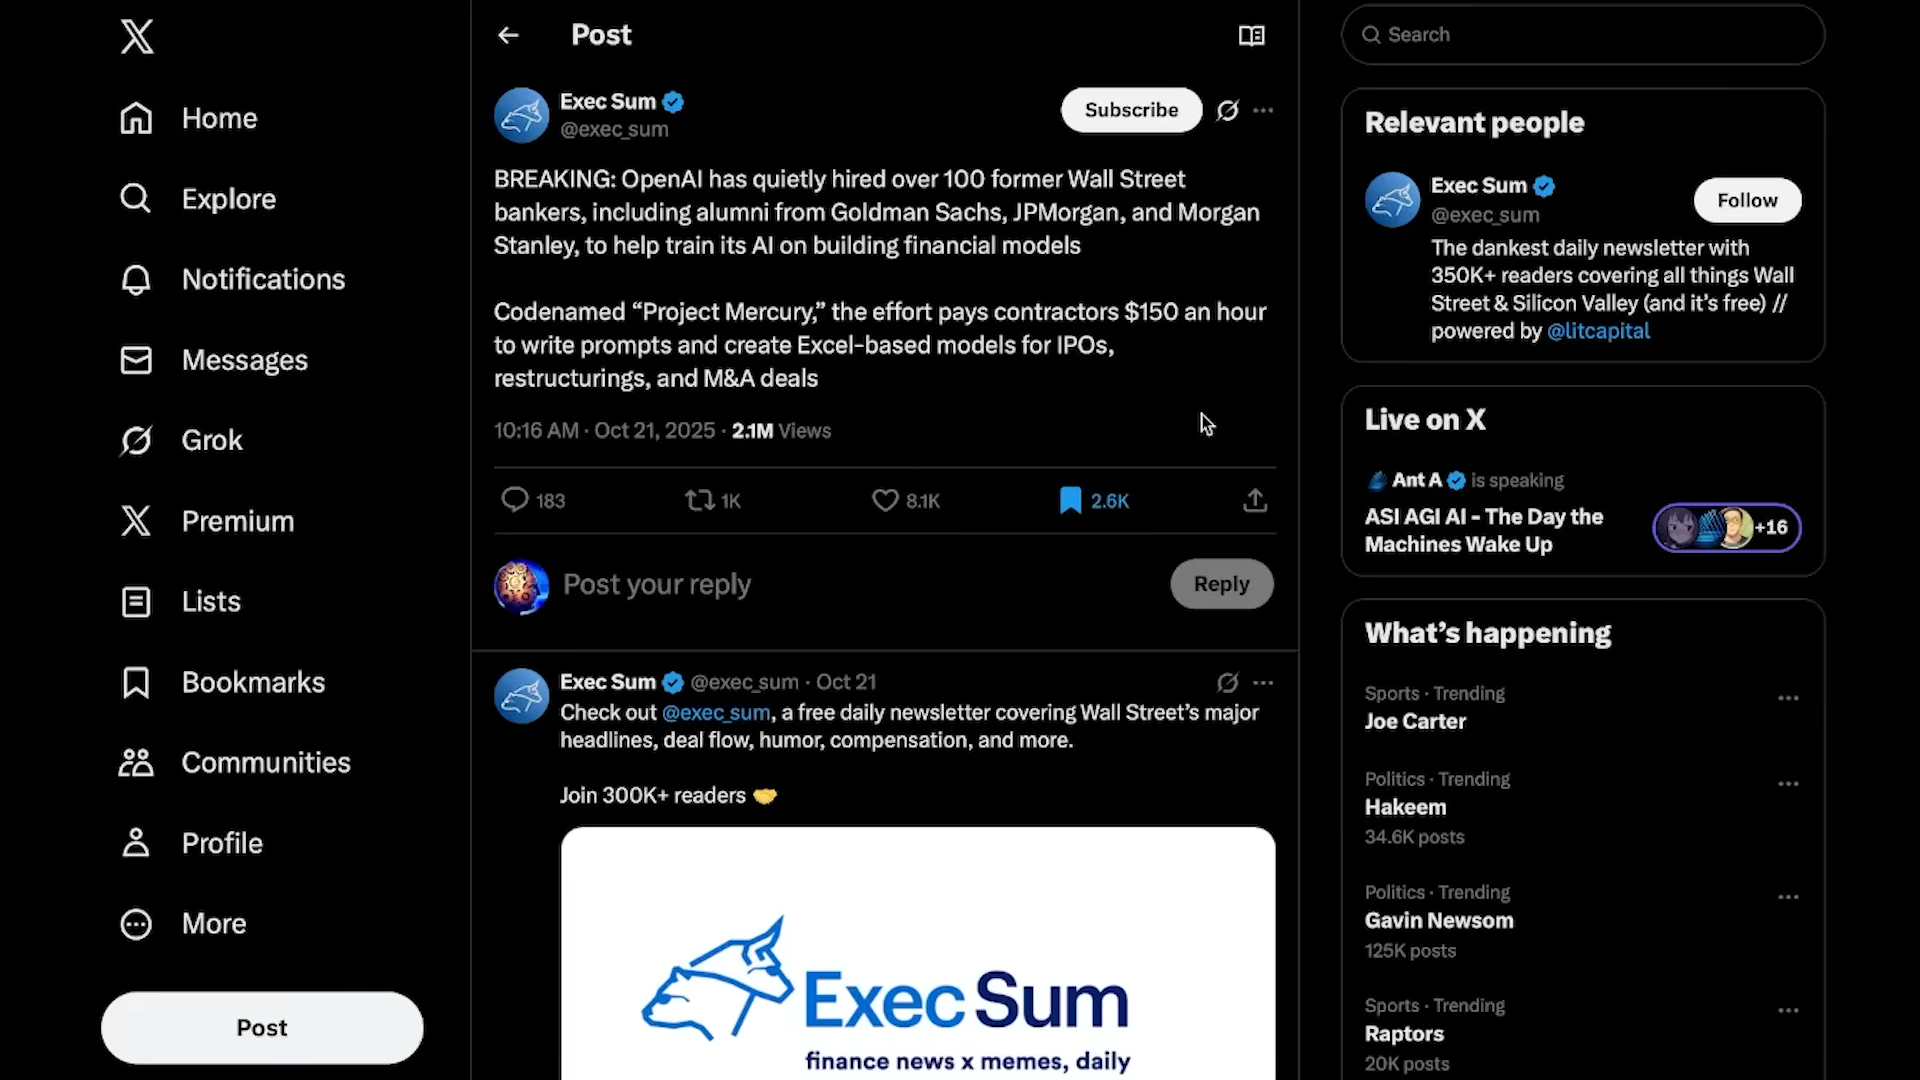 Home
Explore
Notifications
Messages
Grok
Premium
Lists
Bookmarks
Communities
Profile
More
Post
Post
Exec Sum
@exec_sum
Subscribe
BREAKING: OpenAI has quietly hired over 100 former Wall Street
bankers, including alumni from Goldman Sachs, JPMorgan, and Morgan
Stanley, to help train its AI on building financial models
Codenamed “Project Mercury,” the effort pays contractors $150 an hour
to write prompts and create Excel-based models for IPOs,
restructurings, and M&A deals
10:16 AM · Oct 21, 2025 · 2.1M Views
183 1K 8.1K 2.6K
Post your reply
Reply
Exec Sum @exec_sum · Oct 21
Check out @exec_sum, a free daily newsletter covering Wall Street’s major
headlines, deal flow, humor, compensation, and more.
Join 300K+ readers 🤝
Exec Sum
finance news x memes, daily
Search
Relevant people
Exec Sum
@exec_sum
Follow
The dankest daily newsletter with
350K+ readers covering all things Wall
Street & Silicon Valley (and it’s free) //
powered by @litcapital
Live on X
Ant A is speaking
ASI AGI AI - The Day the
Machines Wake Up
+16
What’s happening
Sports · Trending
Joe Carter
Politics · Trending
Hakeem
34.6K posts
Politics · Trending
Gavin Newsom
125K posts
Sports · Trending
Raptors
20K posts